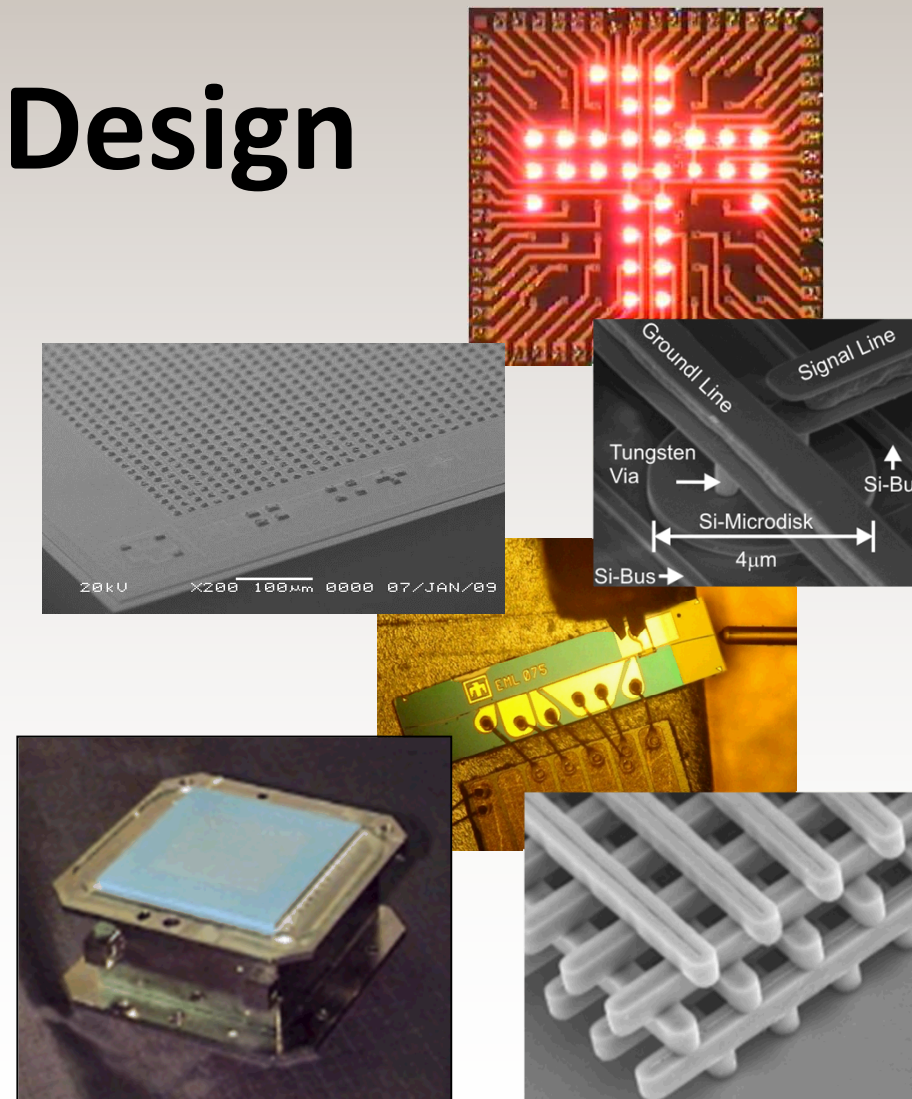 Design
Groundl Line
Signal Line
Tungsten
Via
Si-Bu
Si-Microdisk
4μm
Si-Bus
20kV X200 100μm 0000 07/JAN/09
EML 075